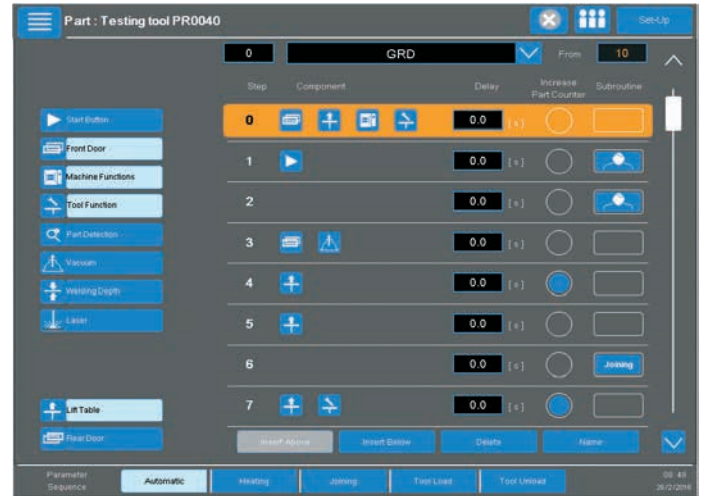 Part : Testing tool PR0040
Set-Up
0 GRD From 10
Step Component Delay Increase Part Counter Subroutine
Start Button
Front Door
Machine Functions
Tool Function
Part Detection
Vacuum
Welding Depth
Laser
Lift Table
Rear Door
0 0.0 [s]
1 0.0 [s]
2 0.0 [s]
3 0.0 [s]
4 0.0 [s]
5 0.0 [s]
6 0.0 [s] Joining
7 0.0 [s]
Insert Above Insert Below Delete Name
Parameter Sequence
Automatic Heating Joining Tool Load Tool Unload
09:48
26/2/2016